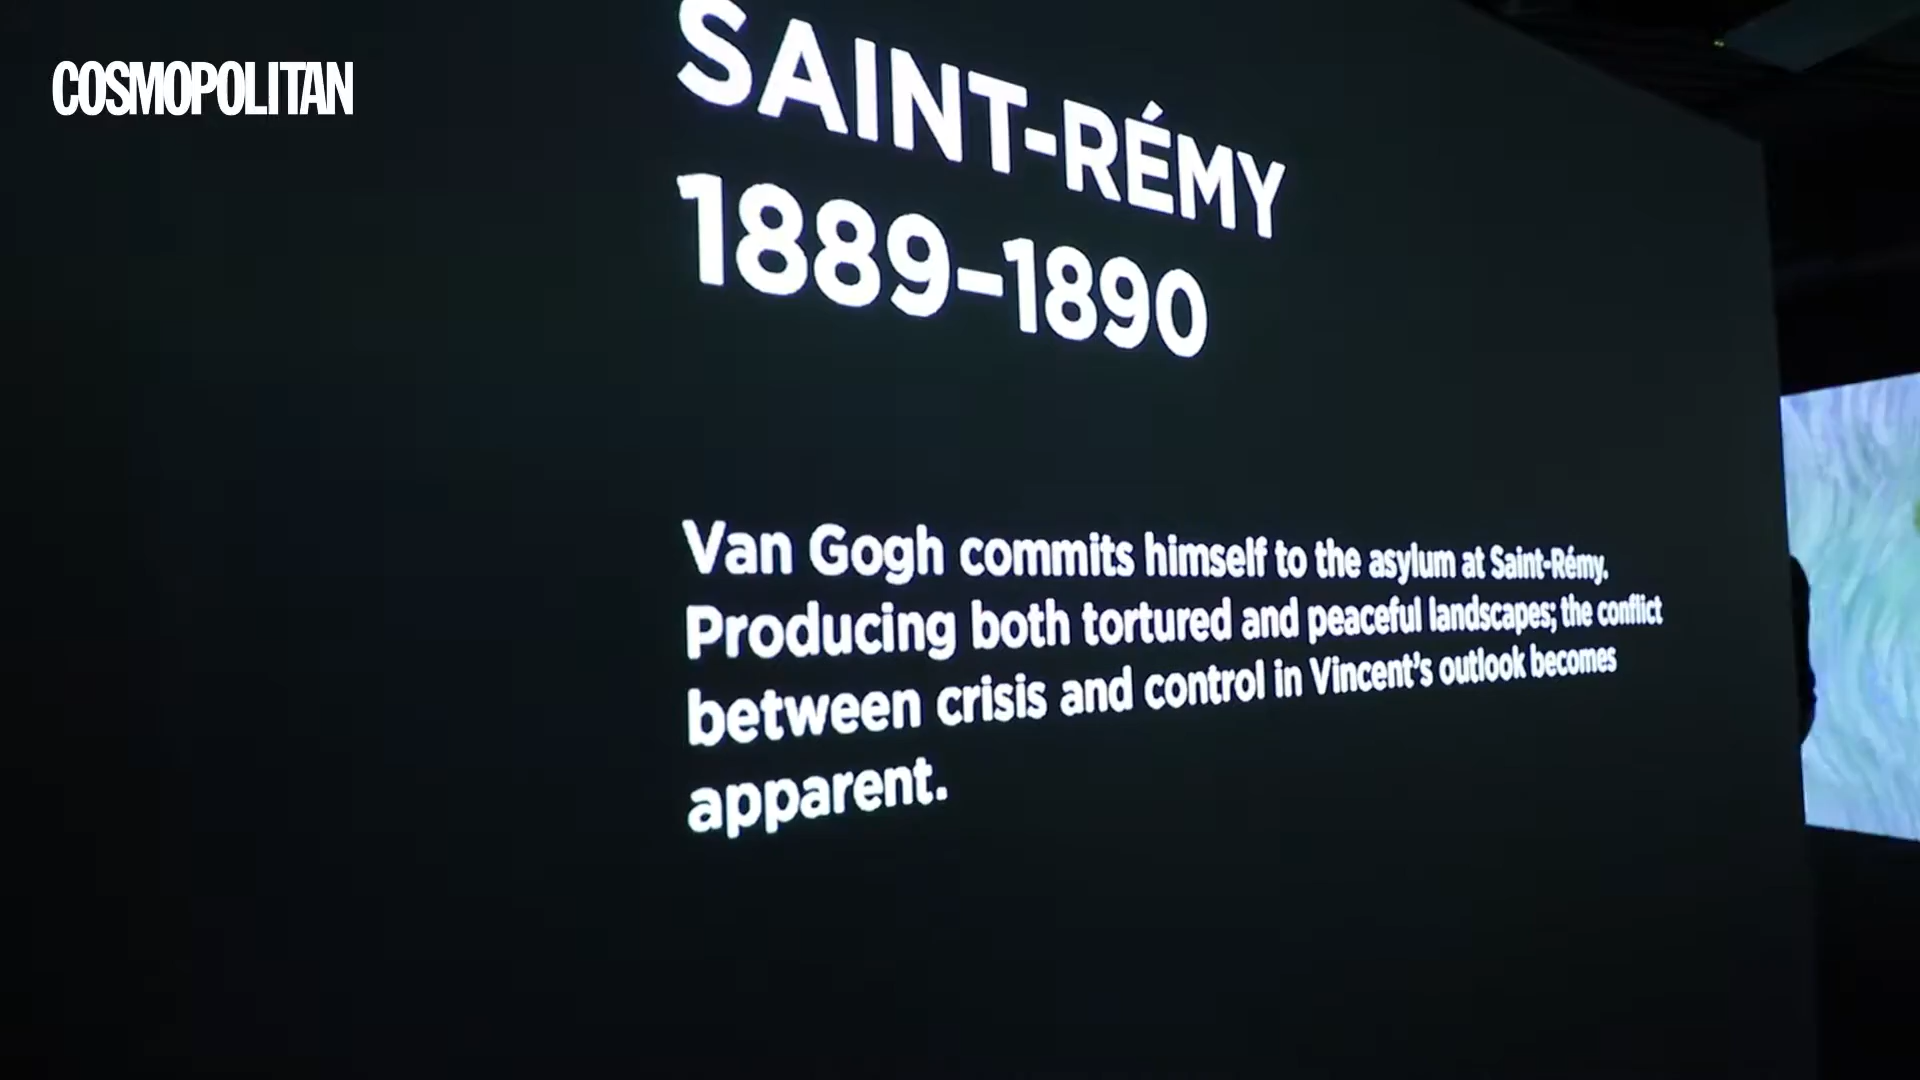 COSMOPOLITAN
SAINT-RÉMY
1889–1890
Van Gogh commits himself to the asylum at Saint-Rémy.
Producing both tortured and peaceful landscapes; the conflict
between crisis and control in Vincent’s outlook becomes
apparent.